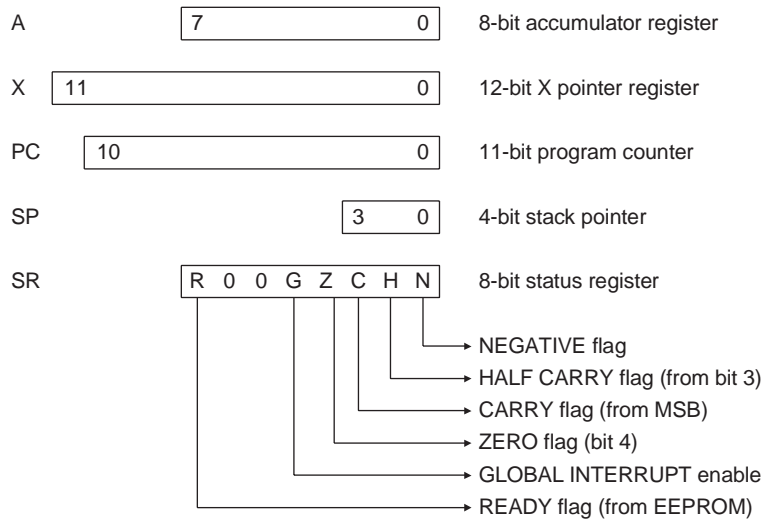 A 7 0 8-bit accumulator register
X 11 0 12-bit X pointer register
PC 10 0 11-bit program counter
SP 3 0 4-bit stack pointer
SR R 0 0 G Z C H N 8-bit status register
NEGATIVE flag
HALF CARRY flag (from bit 3)
CARRY flag (from MSB)
ZERO flag (bit 4)
GLOBAL INTERRUPT enable
READY flag (from EEPROM)